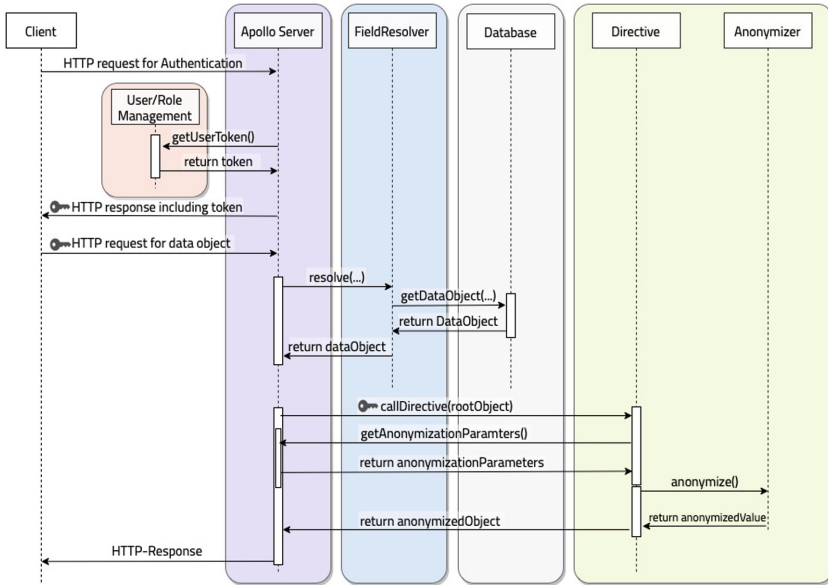 Client
Apollo Server
FieldResolver
Database
Directive
Anonymizer
HTTP request for Authentication
User/Role
Management
getUserToken()
return token
HTTP response including token
HTTP request for data object
resolve(...)
getDataObject(...)
return DataObject
return dataObject
callDirective(rootObject)
getAnonymizationParamters()
return anonymizationParameters
anonymize()
return anonymizedValue
return anonymizedObject
HTTP-Response